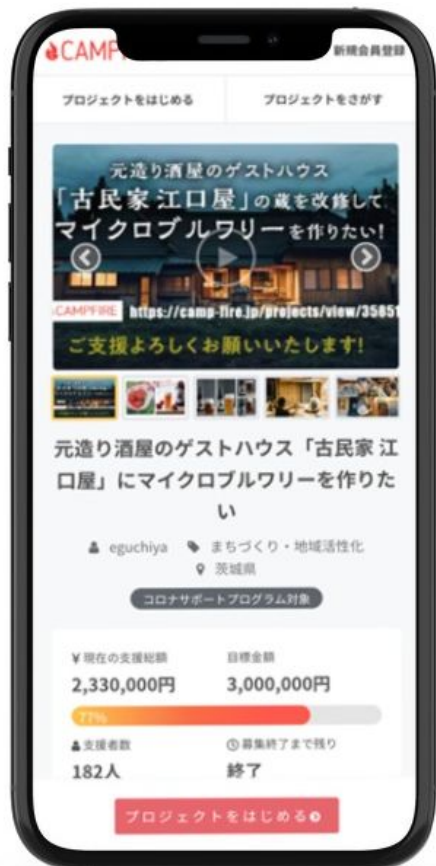 CAMPFI
新規会員登録
プロジェクトをはじめる
プロジェクトをさがす
元造り酒屋のゲストハウス
「古民家江口屋」の蔵を改修して
マイクロブルワリーを作りたい!
CAMPFIRE https://camp-fire.jp/projects/view/35851
ご支援よろしくお願いいたします!
元造り酒屋のゲストハウス「古民家 江
口屋」にマイクロブルワリーを作りた
い
eguchiya まちづくり・地域活性化
茨城県
コロナサポートプログラム対象
¥現在の支援総額
目標金額
2,330,000円
3,000,000円
77%
支援者数
募集終了まで残り
182人
終了
プロジェクトをはじめる